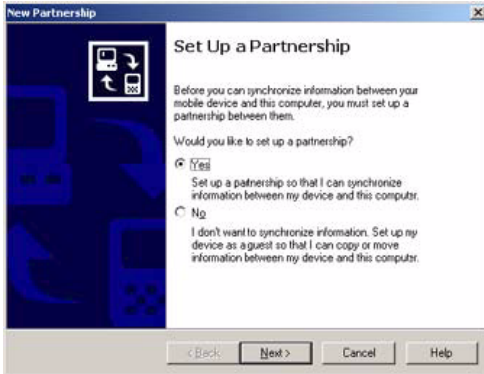 New Partnership
Set Up a Partnership
Before you can synchronize information between your
mobile device and this computer, you must set up a
partnership between them.
Would you like to set up a partnership?
Yes
Set up a partnership so that I can synchronize
information between my device and this computer.
No
I don't want to synchronize information. Set up my
device as a guest so that I can copy or move
information between my device and this computer.
< Back Next > Cancel Help